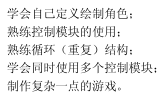 学会自己定义绘制角色；
熟练控制模块的使用；
熟练循环（重复）结构；
学会同时使用多个控制模块；
制作复杂一点的游戏。